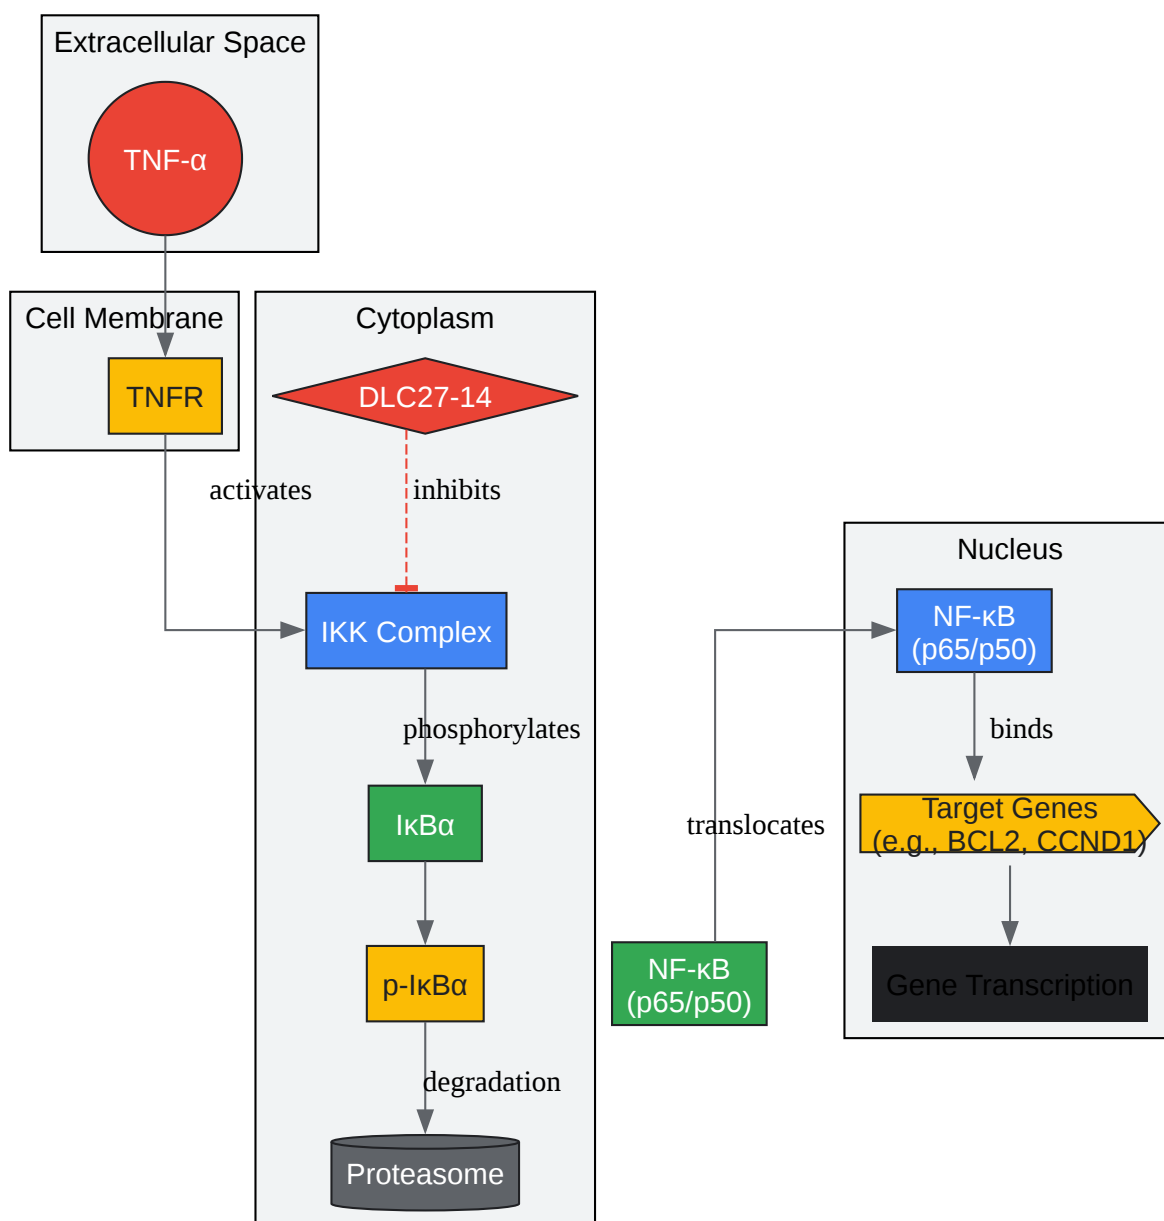 Extracellular Space
TNF-α
Cell Membrane
TNFR
activates
Cytoplasm
DLC27-14
inhibits
IKK Complex
phosphorylates
IκBα
p-IκBα
degradation
Proteasome
NF-κB
(p65/p50)
translocates
Nucleus
NF-κB
(p65/p50)
binds
Target Genes
(e.g., BCL2, CCND1)
Gene Transcription